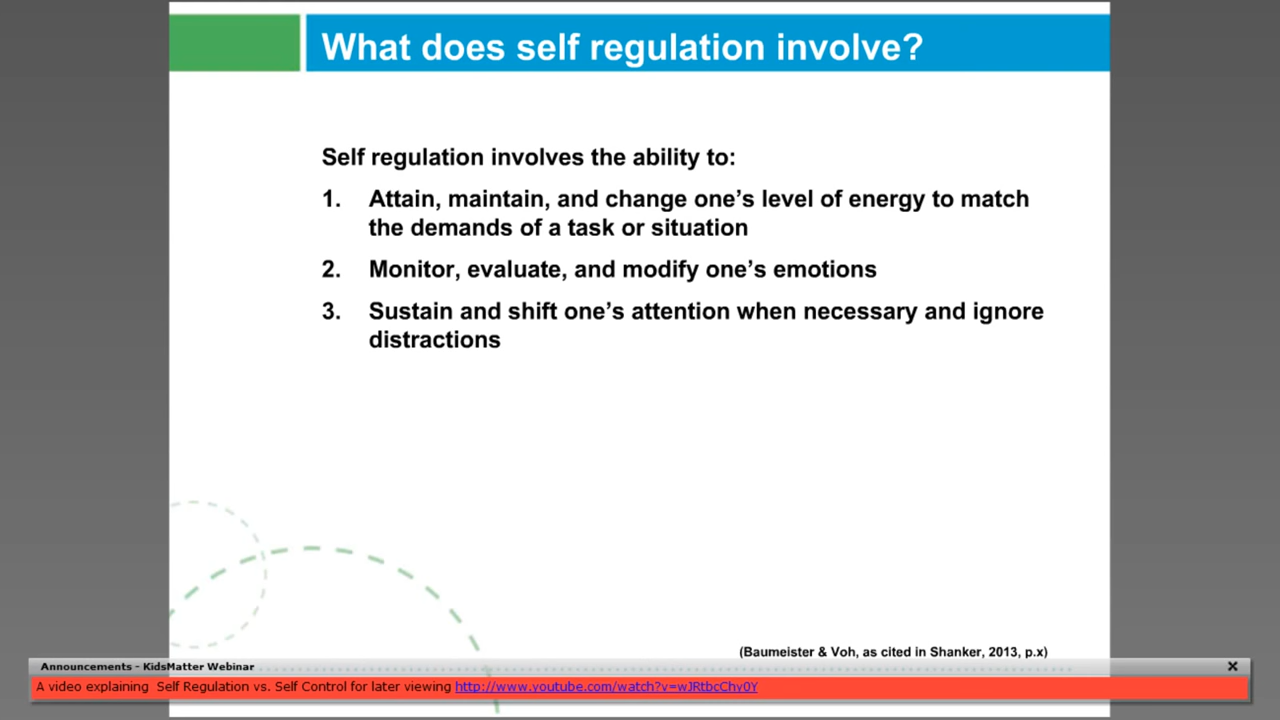 What does self regulation involve?
Self regulation involves the ability to:
1. Attain, maintain, and change one's level of energy to match
the demands of a task or situation
2. Monitor, evaluate, and modify one's emotions
3. Sustain and shift one's attention when necessary and ignore
distractions
(Baumeister & Voh, as cited in Shanker, 2013, p.x)
Announcements - KidsMatter Webinar
A video explaining  Self Regulation vs. Self Control for later viewing http://www.youtube.com/watch?v=wJRtbcChy0Y